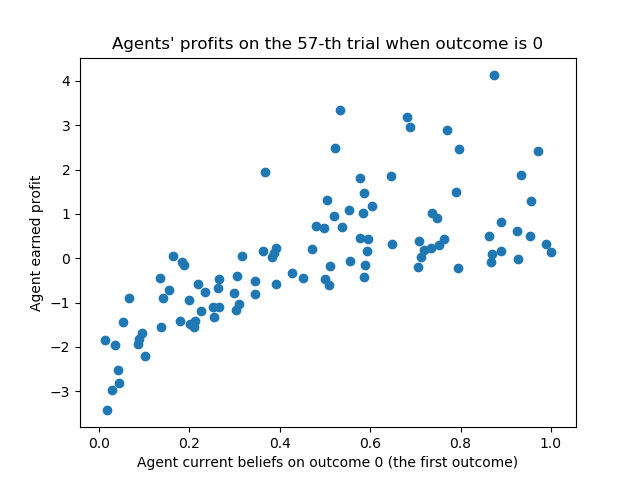 Agents' profits on the 57-th trial when outcome is 0
Agent earned profit
4
3
2
1
0
−1
−2
−3
0.0 0.2 0.4 0.6 0.8 1.0
Agent current beliefs on outcome 0 (the first outcome)